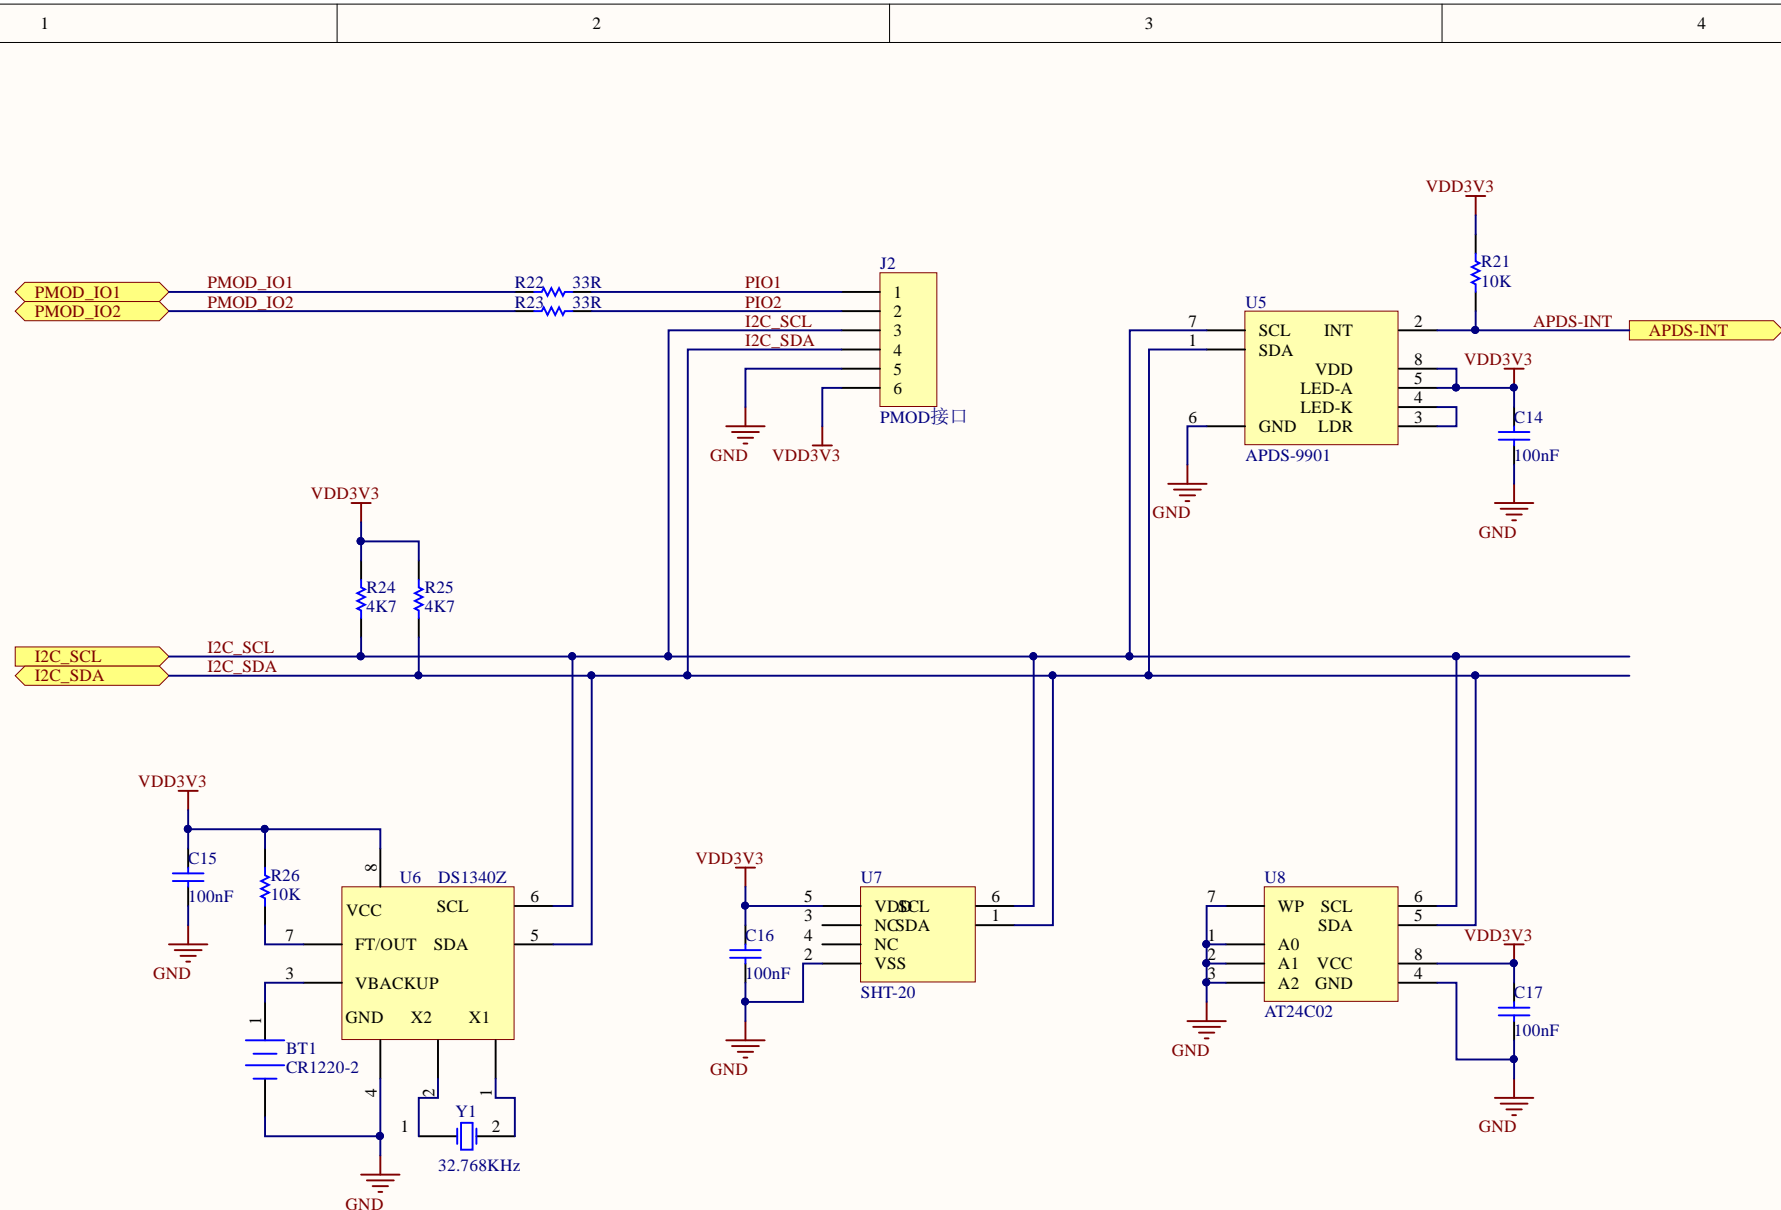 1 2 3 4
VDD3V3
R21
10K
J2
PMOD_IO1 PMOD_IO1 R22 33R PIO1 1
PMOD_IO2 PMOD_IO2 R23 33R PIO2 2
I2C_SCL 3
I2C_SDA 4
5
6
PMOD接口
GND VDD3V3
U5
7 SCL INT 2 APDS-INT APDS-INT
1 SDA
VDD 8 VDD3V3
LED-A 5
LED-K 4
6 GND LDR 3
APDS-9901
C14
100nF
GND
GND
VDD3V3
R24 R25
4K7 4K7
I2C_SCL I2C_SCL
I2C_SDA I2C_SDA
VDD3V3
C15
100nF
R26
10K
GND
8
U6 DS1340Z
VCC SCL 6
7 FT/OUT SDA 5
3 VBACKUP
GND X2 X1
1
BT1
CR1220-2
4 2 1
Y1
1 2
32.768KHz
GND
VDD3V3
U7
5 VDD SCL 6
3 NC SDA 1
4 NC
2 VSS
SHT-20
C16
100nF
GND
U8
7 WP SCL 6
SDA 5
1 A0 VDD3V3
2 A1 VCC 8
3 A2 GND 4
AT24C02
C17
100nF
GND
GND